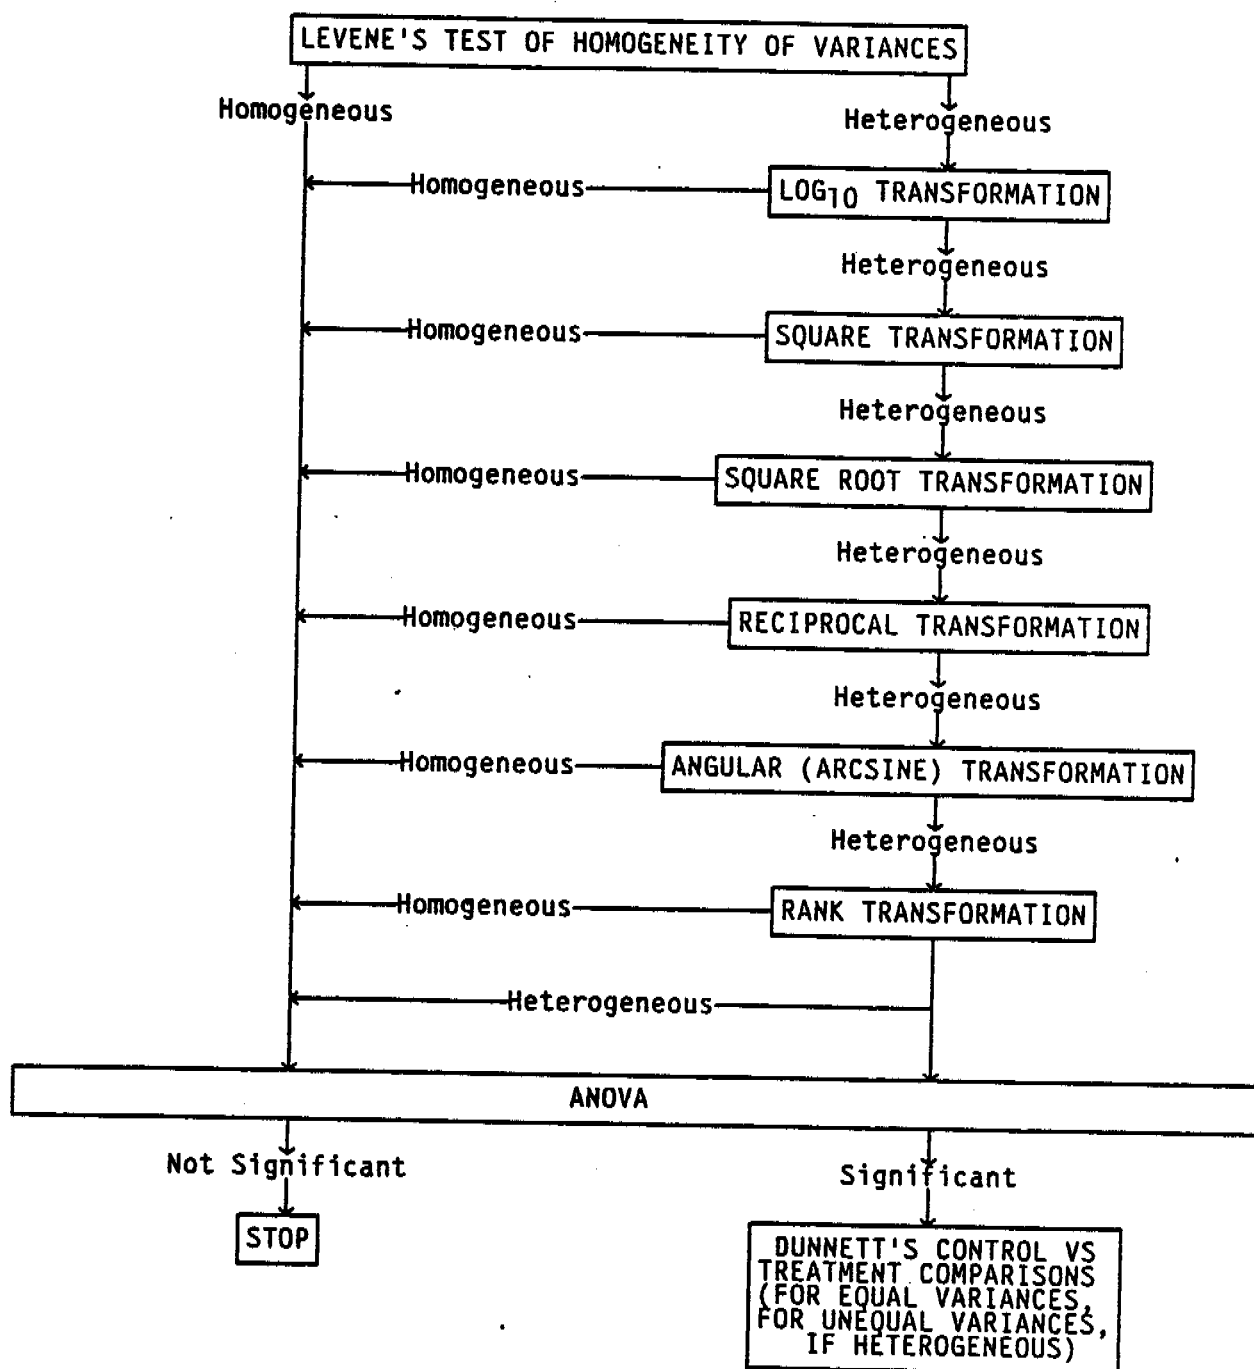 LEVENE'S TEST OF HOMOGENEITY OF VARIANCES
Homogeneous
Heterogeneous
Homogeneous
LOG10 TRANSFORMATION
Heterogeneous
Homogeneous
SQUARE TRANSFORMATION
Heterogeneous
Homogeneous
SQUARE ROOT TRANSFORMATION
Heterogeneous
Homogeneous
RECIPROCAL TRANSFORMATION
Heterogeneous
Homogeneous
ANGULAR (ARCSINE) TRANSFORMATION
Heterogeneous
Homogeneous
RANK TRANSFORMATION
Heterogeneous
ANOVA
Not Significant
Significant
STOP
DUNNETT'S CONTROL VS
TREATMENT COMPARISONS
(FOR EQUAL VARIANCES,
FOR UNEQUAL VARIANCES,
IF HETEROGENEOUS)